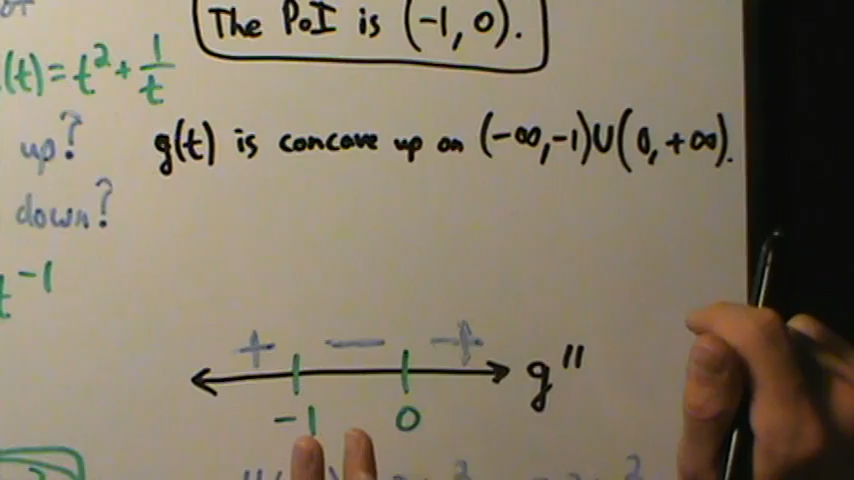 The PoI is (-1, 0).
(t) = t² + 1/t
up?
g(t) is concave up on (-∞, -1) U (0, +∞).
down?
t⁻¹
+ — +
g"
-1 0